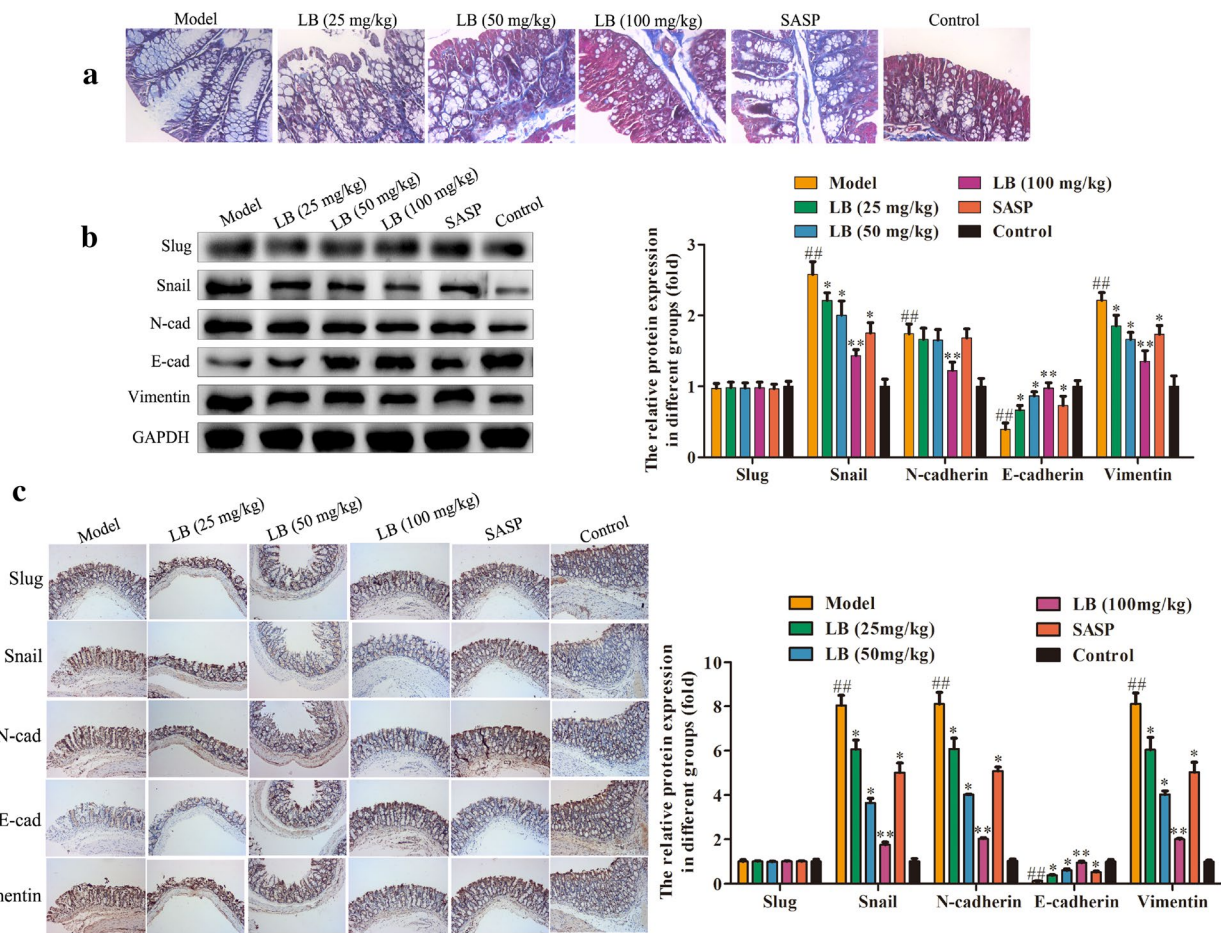 Model
LB (25 mg/kg)
LB (50 mg/kg)
LB (100 mg/kg)
SASP
Control
a
b
Model
LB (25 mg/kg)
LB (50 mg/kg)
LB (100 mg/kg)
SASP
Control
Slug
Snail
N-cad
E-cad
Vimentin
GAPDH
Model
LB (25 mg/kg)
LB (50 mg/kg)
LB (100 mg/kg)
SASP
Control
The relative protein expression
in different groups (fold)
3
2
1
0
##
*
*
**
*
##
**
##
*
*
**
*
##
*
*
**
*
Slug
Snail
N-cadherin
E-cadherin
Vimentin
c
Model
LB (25 mg/kg)
LB (50 mg/kg)
LB (100 mg/kg)
SASP
Control
Slug
Snail
N-cad
E-cad
mentin
Model
LB (25mg/kg)
LB (50mg/kg)
LB (100mg/kg)
SASP
Control
The relative protein expression
in different groups (fold)
10
8
6
4
2
0
##
*
*
**
*
##
*
*
**
*
##
*
*
**
*
##
*
*
**
*
Slug
Snail
N-cadherin
E-cadherin
Vimentin